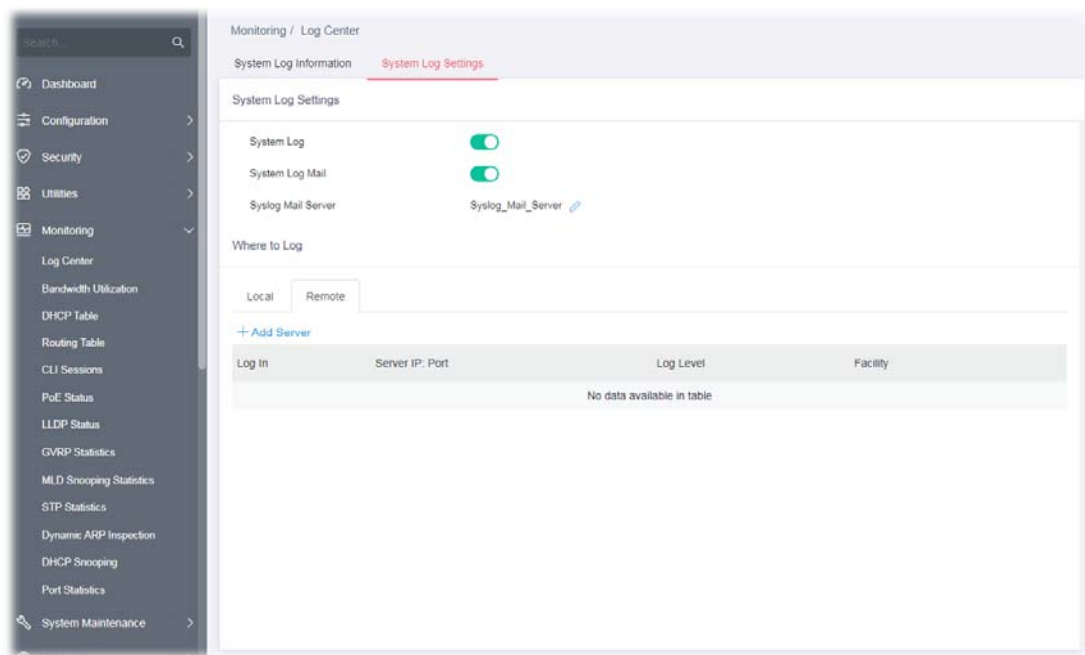 Search...
Dashboard
Configuration
Security
Utilities
Monitoring
Log Center
Bandwidth Utilization
DHCP Table
Routing Table
CLI Sessions
PoE Status
LLDP Status
GVRP Statistics
MLD Snooping Statistics
STP Statistics
Dynamic ARP Inspection
DHCP Snooping
Port Statistics
System Maintenance
Monitoring / Log Center
System Log Information System Log Settings
System Log Settings
System Log
System Log Mail
Syslog Mail Server Syslog_Mail_Server
Where to Log
Local Remote
+ Add Server
Log In Server IP: Port Log Level Facility
No data available in table